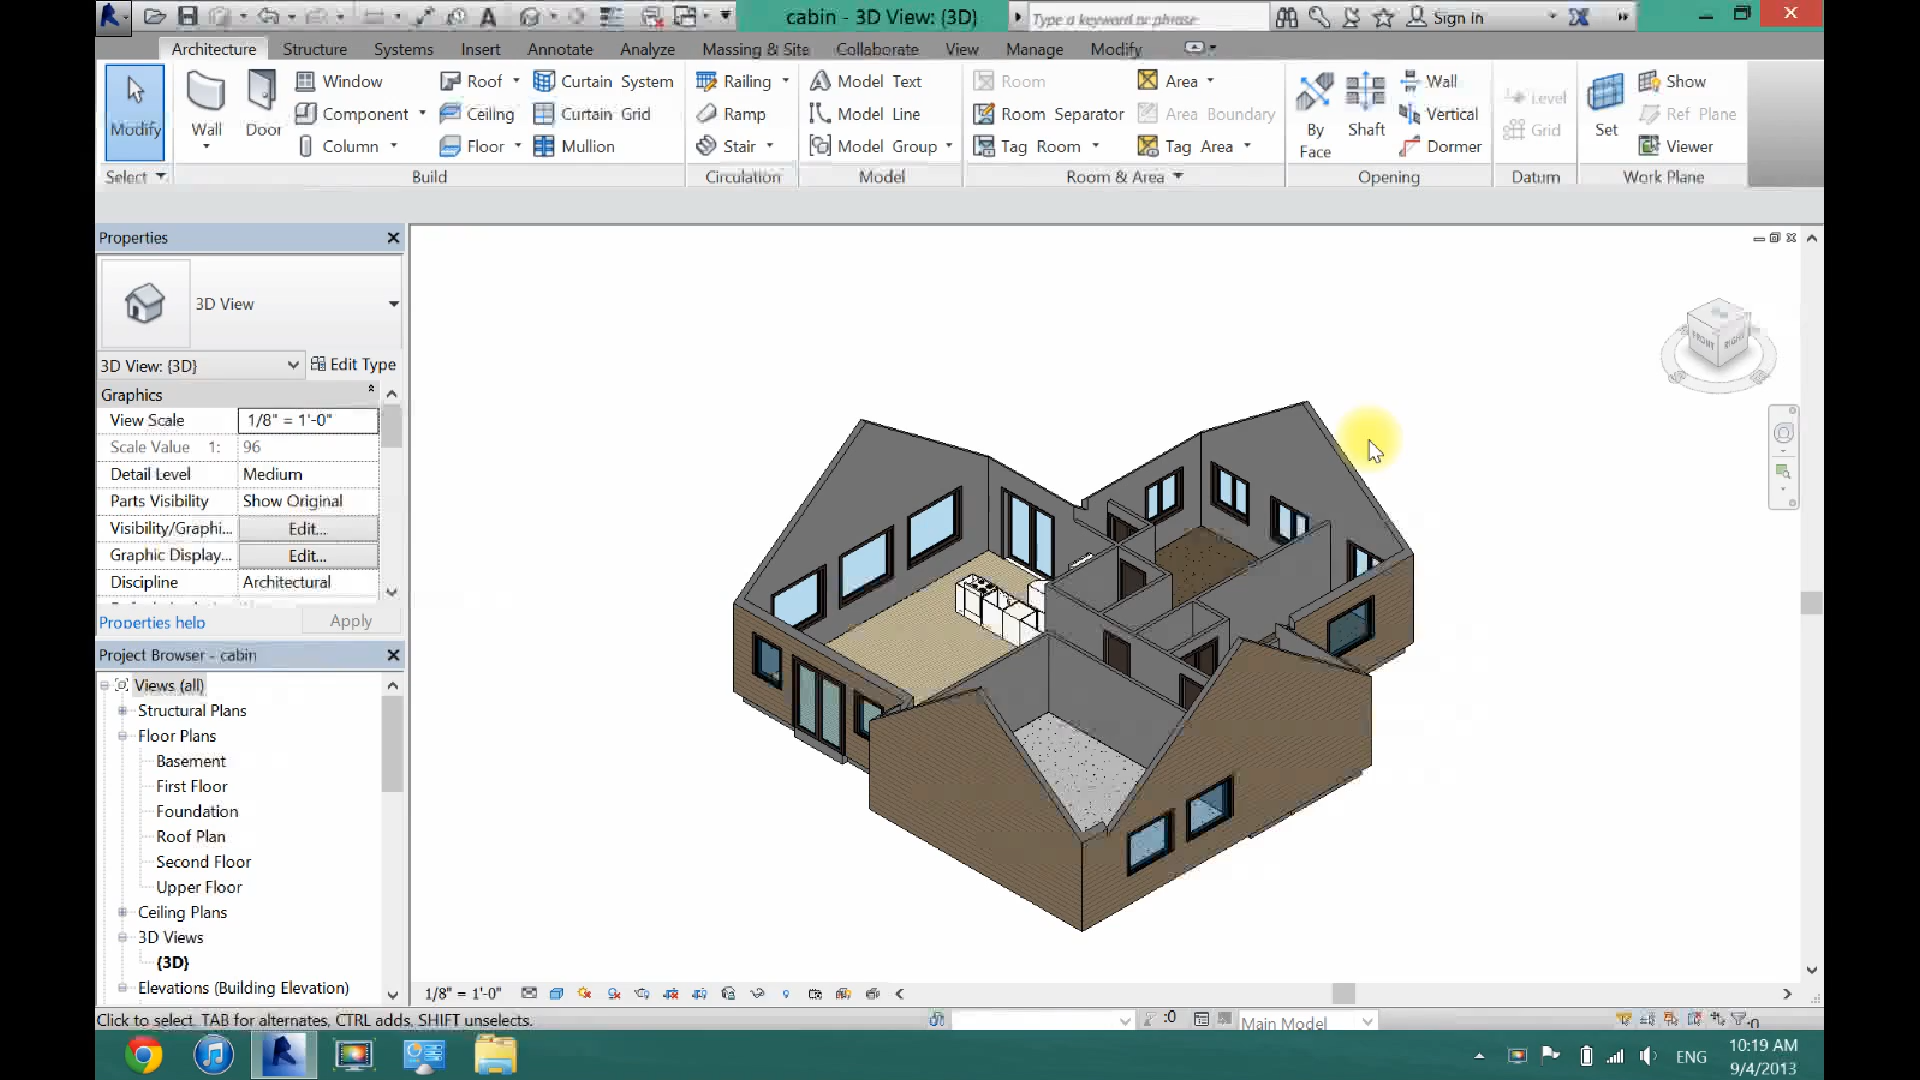 cabin - 3D View: {3D}
Type a keyword or phrase
Sign In
Architecture Structure Systems Insert Annotate Analyze Massing & Site Collaborate View Manage Modify
Modify
Select
Wall
Door
Window
Component
Column
Roof
Ceiling
Floor
Curtain System
Curtain Grid
Mullion
Build
Railing
Ramp
Stair
Circulation
Model Text
Model Line
Model Group
Model
Room
Room Separator
Tag Room
Area
Area Boundary
Tag Area
Room & Area
By
Face
Shaft
Wall
Vertical
Dormer
Opening
Level
Grid
Datum
Set
Show
Ref Plane
Viewer
Work Plane
Properties
3D View
3D View: {3D}
Edit Type
Graphics
View Scale 1/8" = 1'-0"
Scale Value 1: 96
Detail Level Medium
Parts Visibility Show Original
Visibility/Graphi... Edit...
Graphic Display... Edit...
Discipline Architectural
Properties help Apply
Project Browser - cabin
Views (all)
Structural Plans
Floor Plans
Basement
First Floor
Foundation
Roof Plan
Second Floor
Upper Floor
Ceiling Plans
3D Views
{3D}
Elevations (Building Elevation)
FRONT RIGHT
1/8" = 1'-0"
Click to select, TAB for alternates, CTRL adds, SHIFT unselects.
:0
Main Model
:0
ENG
10:19 AM
9/4/2013